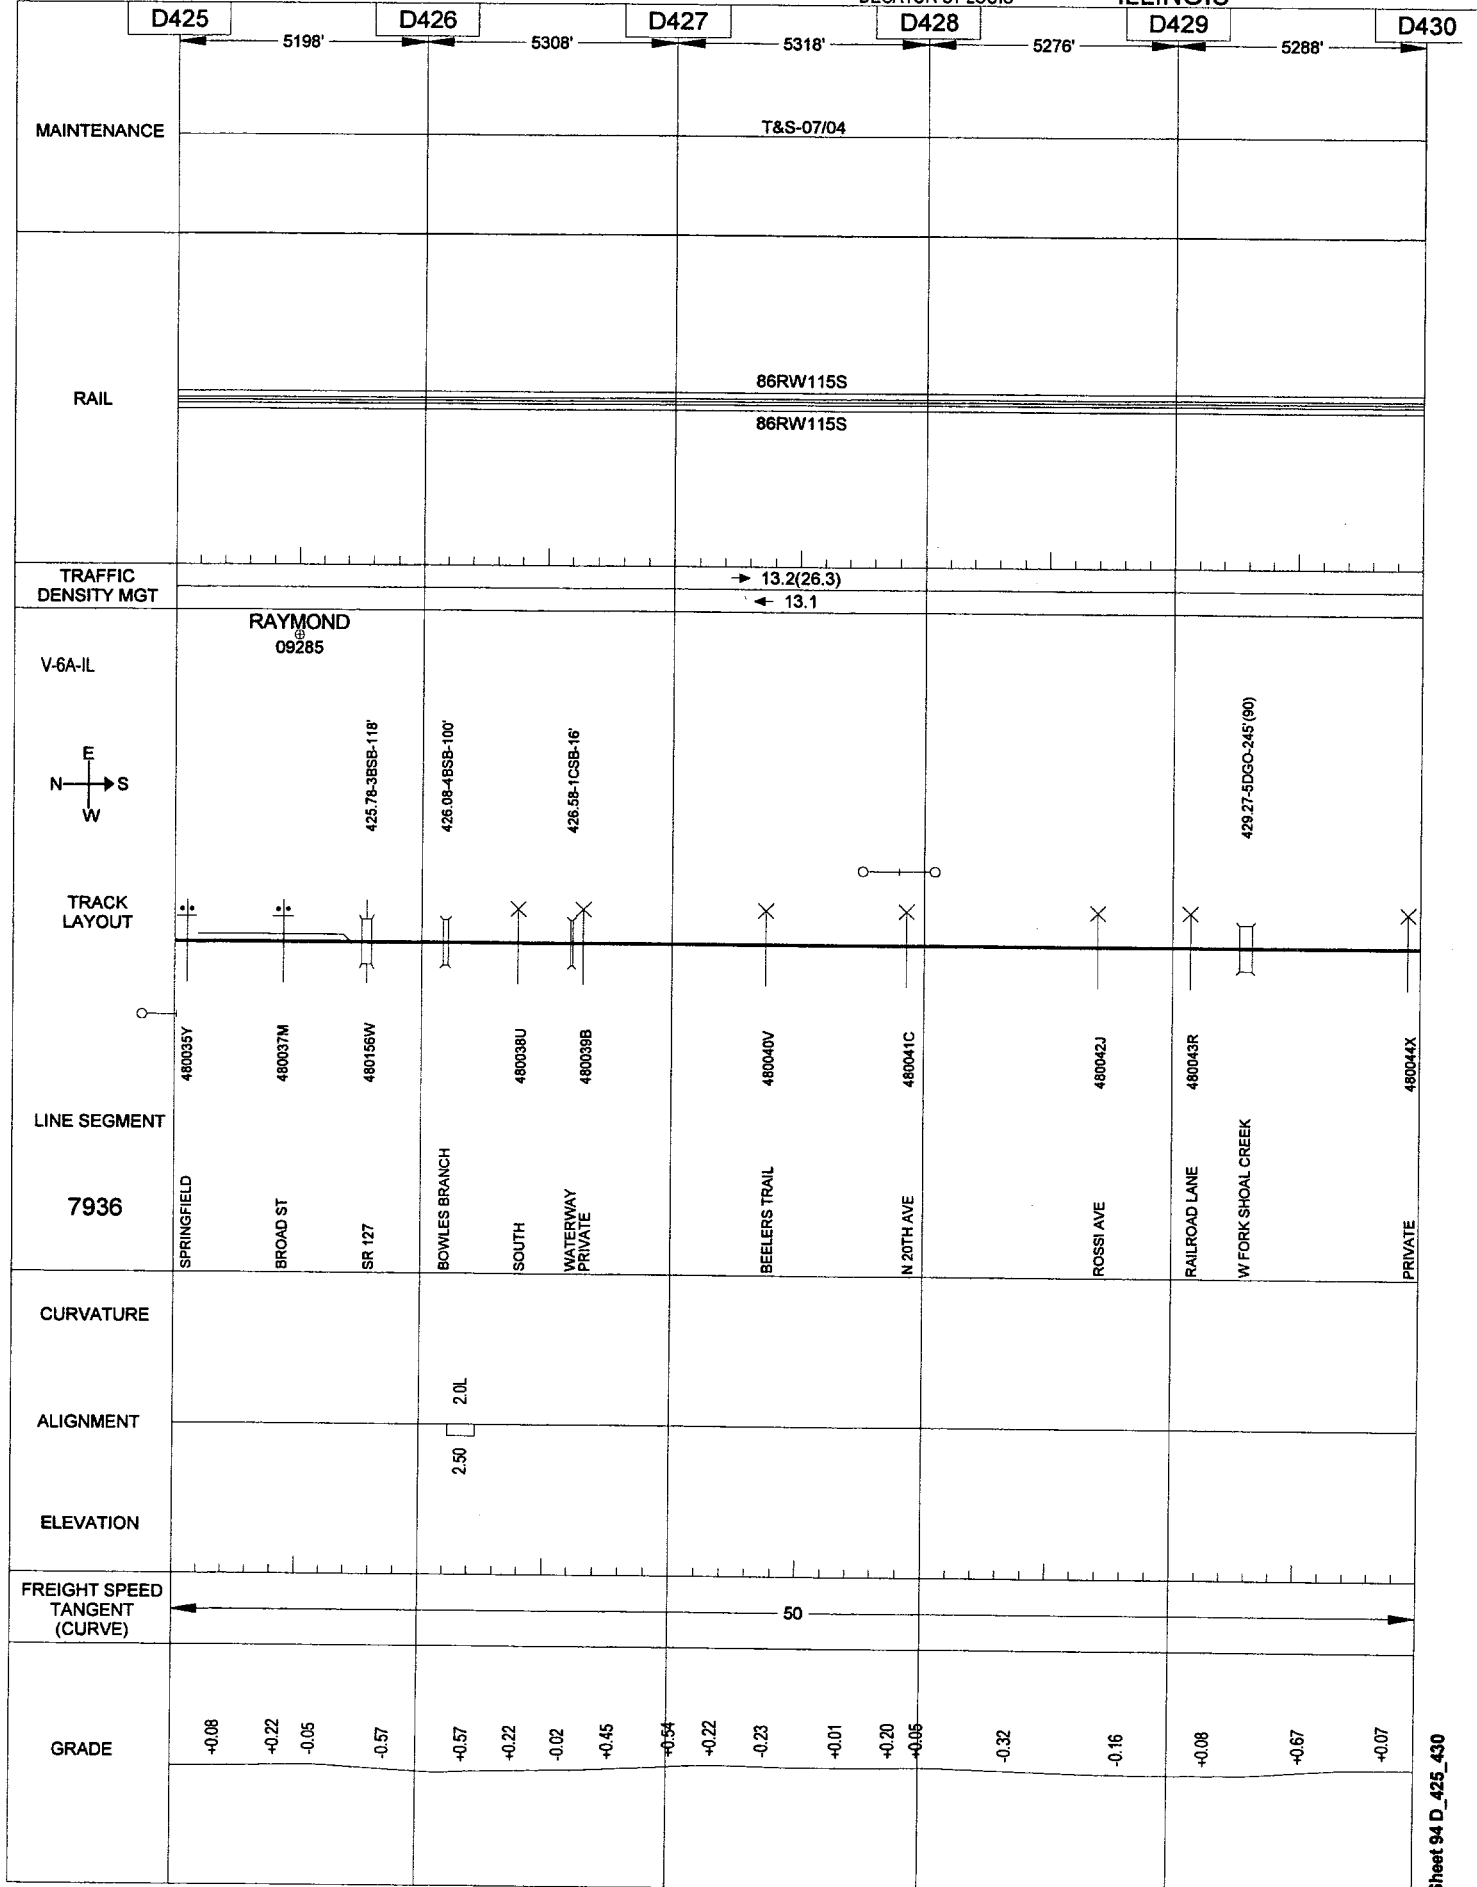 ILLINOIS
D425 D426 D427 D428 D429 D430
5198' 5308' 5318' 5276' 5288'
MAINTENANCE
T&S-07/04
RAIL
86RW115S
86RW115S
TRAFFIC
DENSITY MGT
13.2(26.3)
13.1
RAYMOND
09285
V-6A-IL
E
N S
W
425.78-3BSB-118'
426.08-4BSB-100'
426.58-1CSB-16'
429.27-5DGO-245'(90)
TRACK
LAYOUT
480035Y
480037M
480156W
480038U
480039B
480040V
480041C
480042J
480043R
480044X
LINE SEGMENT
7936
SPRINGFIELD
BROAD ST
SR 127
BOWLES BRANCH
SOUTH
WATERWAY
PRIVATE
BEELERS TRAIL
N 20TH AVE
ROSSI AVE
RAILROAD LANE
W FORK SHOAL CREEK
PRIVATE
CURVATURE
2.0L
ALIGNMENT
2.50
ELEVATION
FREIGHT SPEED
TANGENT
(CURVE)
50
GRADE
+0.08
+0.22
-0.05
-0.57
+0.57
+0.22
-0.02
+0.45
+0.54
+0.22
-0.23
+0.01
+0.20
+0.05
-0.32
-0.16
+0.08
+0.67
+0.07
Sheet 94 D_425_430